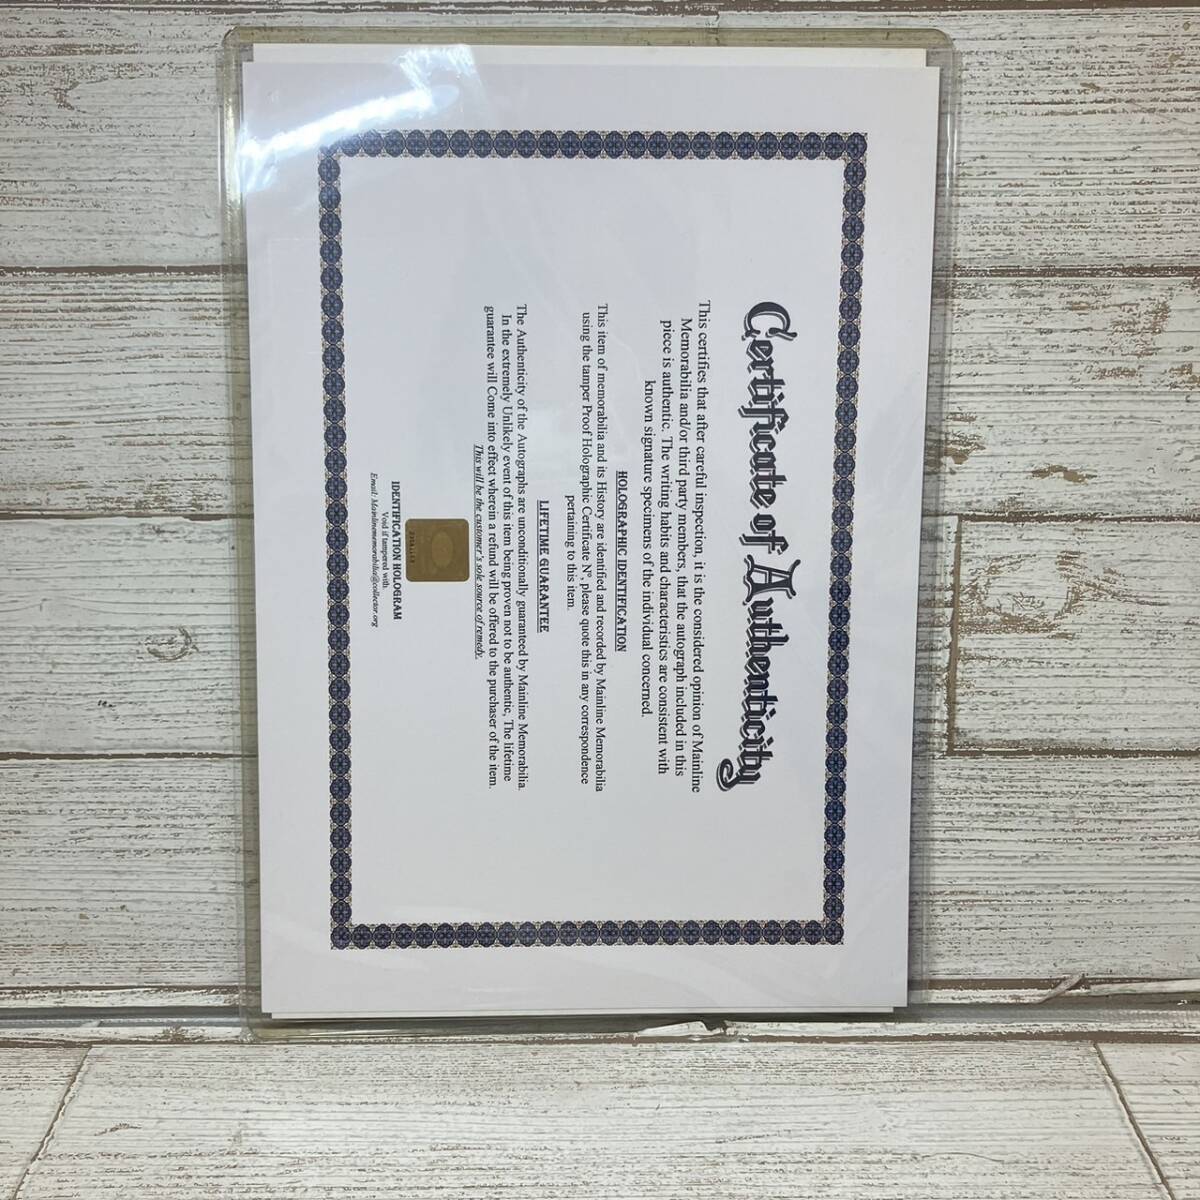 Certificate of Authenticity
This certifies that after careful inspection, it is the considered opinion of Mainline
Memorabilia and/or third party members, that the autograph included in this
piece is authentic. The writing habits and characteristics are consistent with
known signature specimens of the individual concerned.
HOLOGRAPHIC IDENTIFICATION
This item of memorabilia and its History are identified and recorded by Mainline Memorabilia
using the tamper Proof Holographic Certificate Nº, please quote this in any correspondence
pertaining to this item.
LIFETIME GUARANTEE
The Authenticity of the Autographs are unconditionally guaranteed by Mainline Memorabilia.
In the extremely Unlikely event of this item being proven not to be authentic, The lifetime
guarantee will Come into effect wherein a refund will be offered to the purchaser of the item.
This will be the customer's sole source of remedy.
IDENTIFICATION HOLOGRAM
Void if tampered with.
Email: Mainlinememorabilia@collector.org